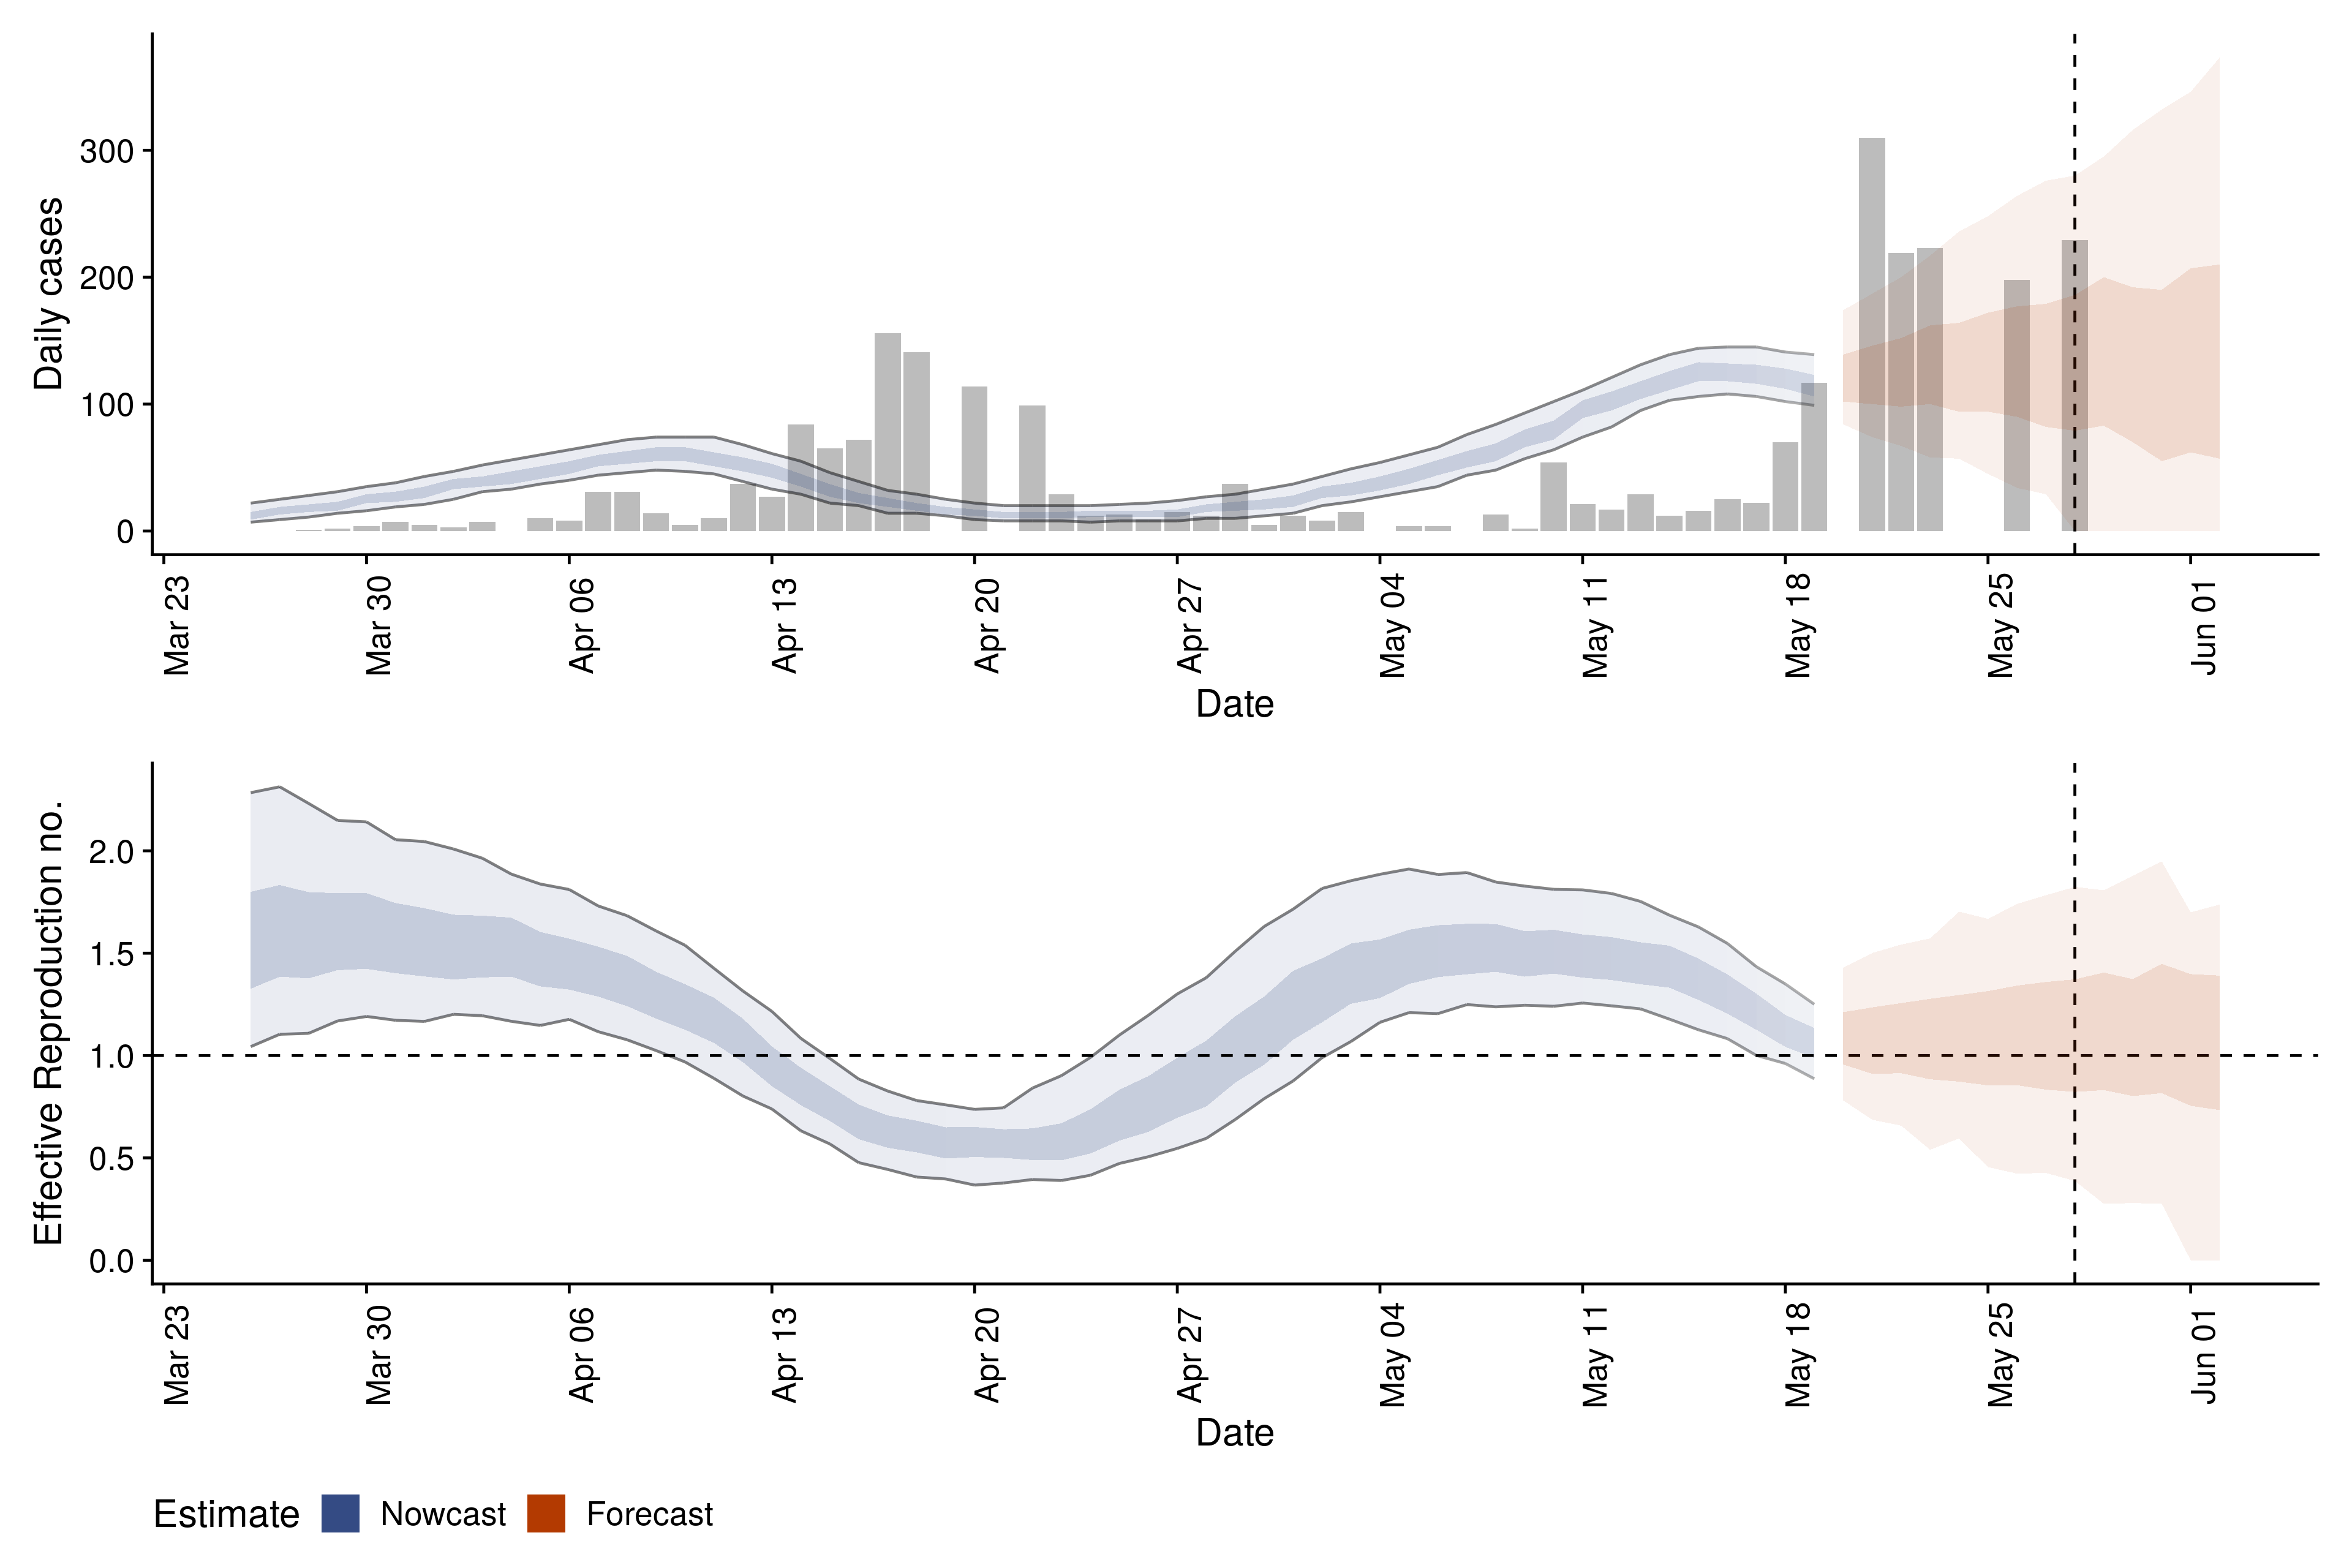 Daily cases
300
200
100
0
Mar 23
Mar 30
Apr 06
Apr 13
Apr 20
Apr 27
May 04
May 11
May 18
May 25
Jun 01
Date
Effective Reproduction no.
2.0
1.5
1.0
0.5
0.0
Mar 23
Mar 30
Apr 06
Apr 13
Apr 20
Apr 27
May 04
May 11
May 18
May 25
Jun 01
Date
Estimate Nowcast Forecast